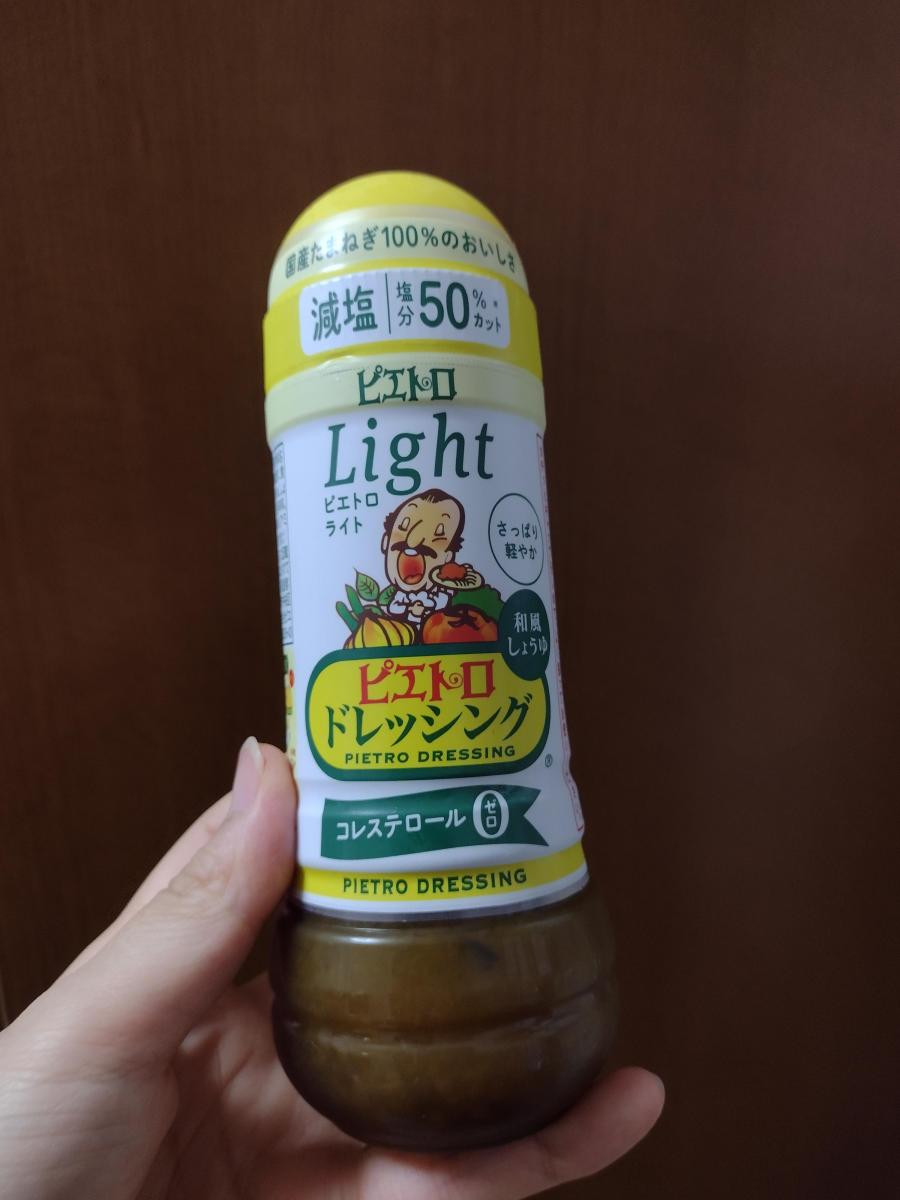 国産たまねぎ100%のおいしさ
減塩
塩分50%*カット
ピエトロ
Light
ピエトロ
ライト
さっぱり
軽やか
和風
しょうゆ
ピエトロ
ドレッシング
PIETRO DRESSING
®
コレステロール0
ゼロ
PIETRO DRESSING